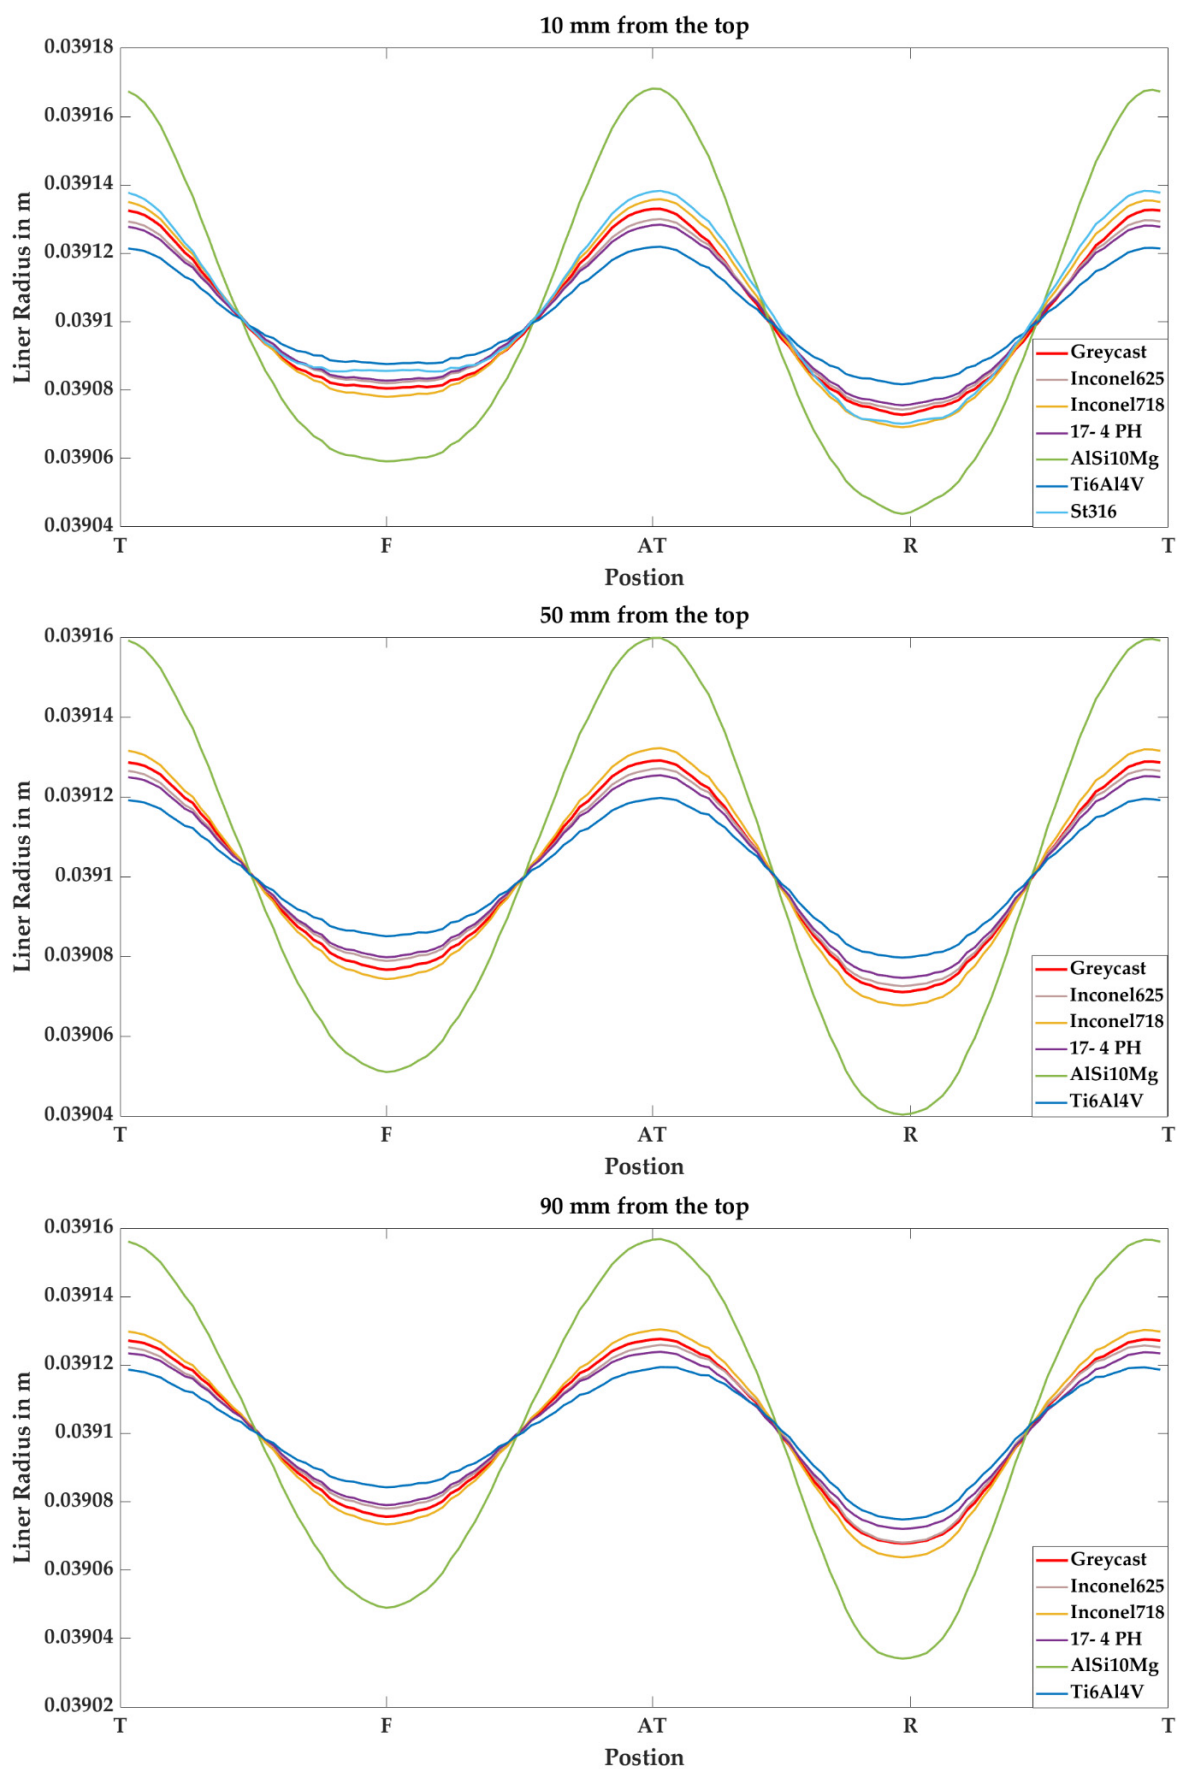 10 mm from the top
0.03918
0.03916
0.03914
0.03912
0.0391
0.03908
0.03906
0.03904
Liner Radius in m
Greycast
Inconel625
Inconel718
17- 4 PH
AlSi10Mg
Ti6Al4V
St316
T F AT R T
Postion
50 mm from the top
0.03916
0.03914
0.03912
0.0391
0.03908
0.03906
0.03904
Liner Radius in m
Greycast
Inconel625
Inconel718
17- 4 PH
AlSi10Mg
Ti6Al4V
T F AT R T
Postion
90 mm from the top
0.03916
0.03914
0.03912
0.0391
0.03908
0.03906
0.03904
0.03902
Liner Radius in m
Greycast
Inconel625
Inconel718
17- 4 PH
AlSi10Mg
Ti6Al4V
T F AT R T
Postion